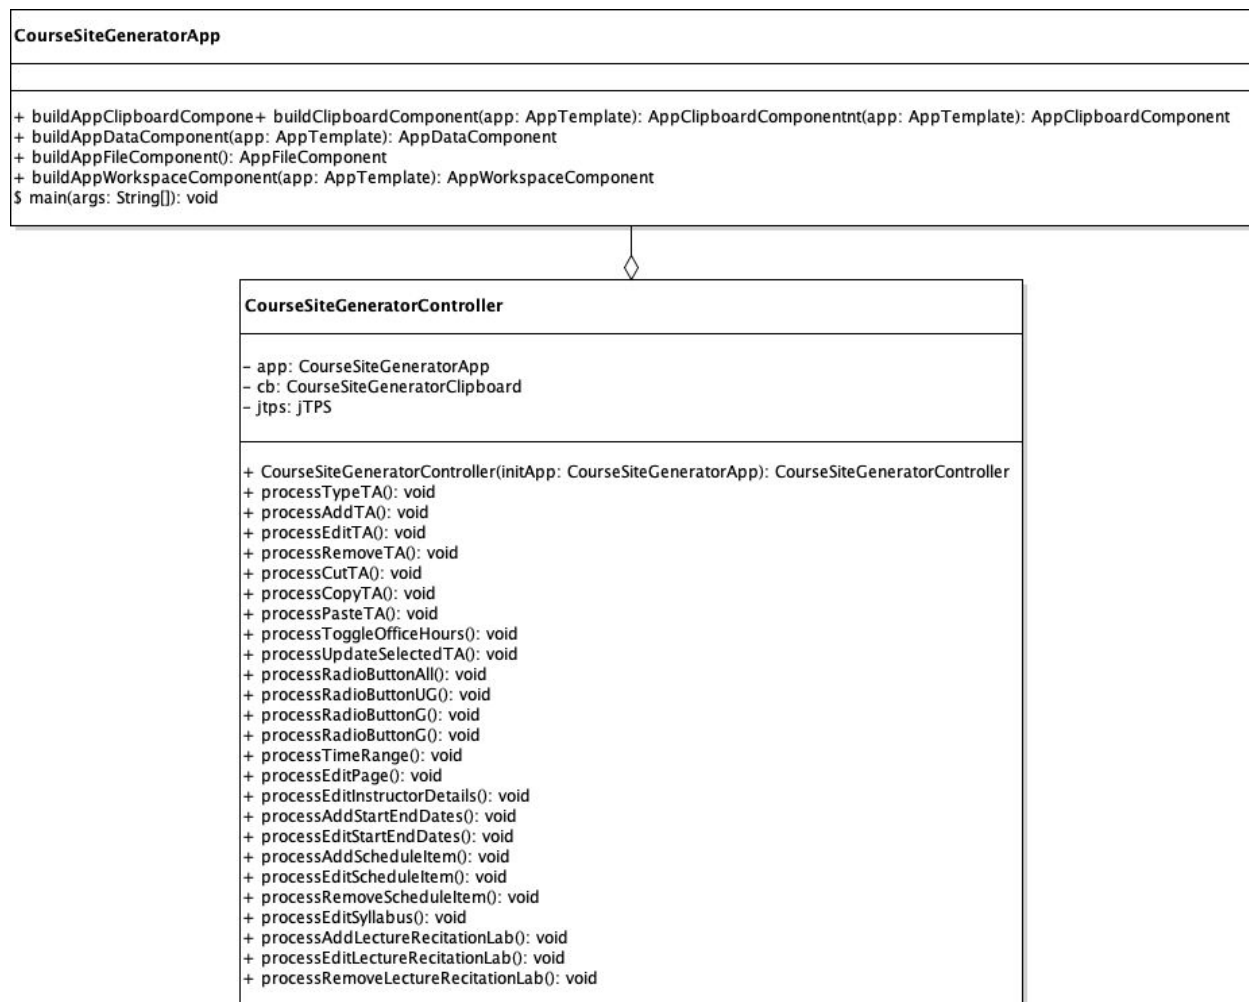 CourseSiteGeneratorApp
+ buildAppClipboardCompone+ buildClipboardComponent(app: AppTemplate): AppClipboardComponentnt(app: AppTemplate): AppClipboardComponent
+ buildAppDataComponent(app: AppTemplate): AppDataComponent
+ buildAppFileComponent(): AppFileComponent
+ buildAppWorkspaceComponent(app: AppTemplate): AppWorkspaceComponent
$ main(args: String[]): void
CourseSiteGeneratorController
- app: CourseSiteGeneratorApp
- cb: CourseSiteGeneratorClipboard
- jtps: jTPS
+ CourseSiteGeneratorController(initApp: CourseSiteGeneratorApp): CourseSiteGeneratorController
+ processTypeTA(): void
+ processAddTA(): void
+ processEditTA(): void
+ processRemoveTA(): void
+ processCutTA(): void
+ processCopyTA(): void
+ processPasteTA(): void
+ processToggleOfficeHours(): void
+ processUpdateSelectedTA(): void
+ processRadioButtonAll(): void
+ processRadioButtonUG(): void
+ processRadioButtonG(): void
+ processRadioButtonG(): void
+ processTimeRange(): void
+ processEditPage(): void
+ processEditInstructorDetails(): void
+ processAddStartEndDates(): void
+ processEditStartEndDates(): void
+ processAddScheduleItem(): void
+ processEditScheduleItem(): void
+ processRemoveScheduleItem(): void
+ processEditSyllabus(): void
+ processAddLectureRecitationLab(): void
+ processEditLectureRecitationLab(): void
+ processRemoveLectureRecitationLab(): void